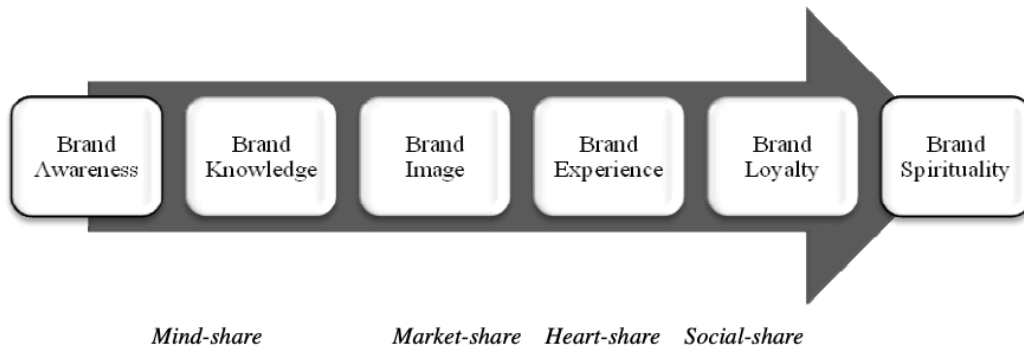 Brand
Awareness
Brand
Knowledge
Brand
Image
Brand
Experience
Brand
Loyalty
Brand
Spirituality
Mind-share
Market-share
Heart-share
Social-share